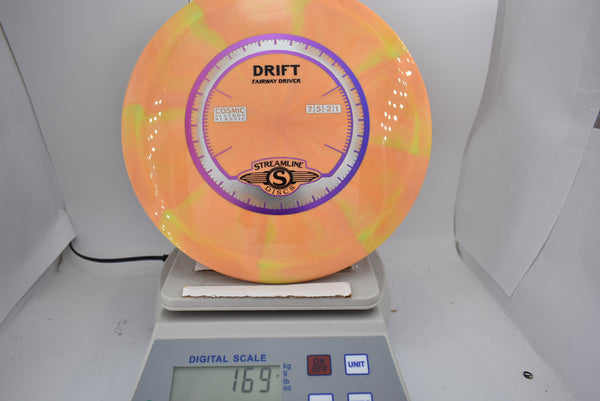 DRIFT
FAIRWAY DRIVER
COSMIC
NEUTRON
7 5 -2 1
STREAMLINE
S
DISCS
DIGITAL SCALE
kg
g
lb
oz
ON
OFF
UNIT
169